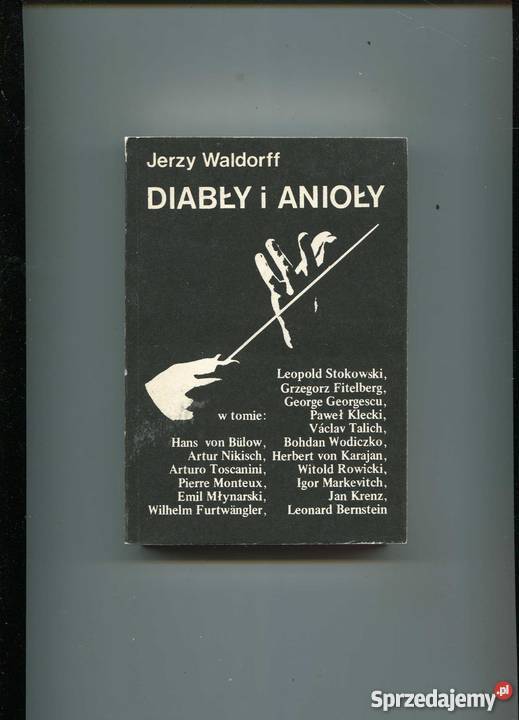 Jerzy Waldorff
DIABŁY i ANIOŁY
Leopold Stokowski,
Grzegorz Fitelberg,
George Georgescu,
w tomie: Paweł Klecki,
Václav Talich,
Hans von Bülow, Bohdan Wodiczko,
Artur Nikisch, Herbert von Karajan,
Arturo Toscanini, Witold Rowicki,
Pierre Monteux, Igor Markevitch,
Emil Młynarski, Jan Krenz,
Wilhelm Furtwängler, Leonard Bernstein
Sprzedajemy.pl